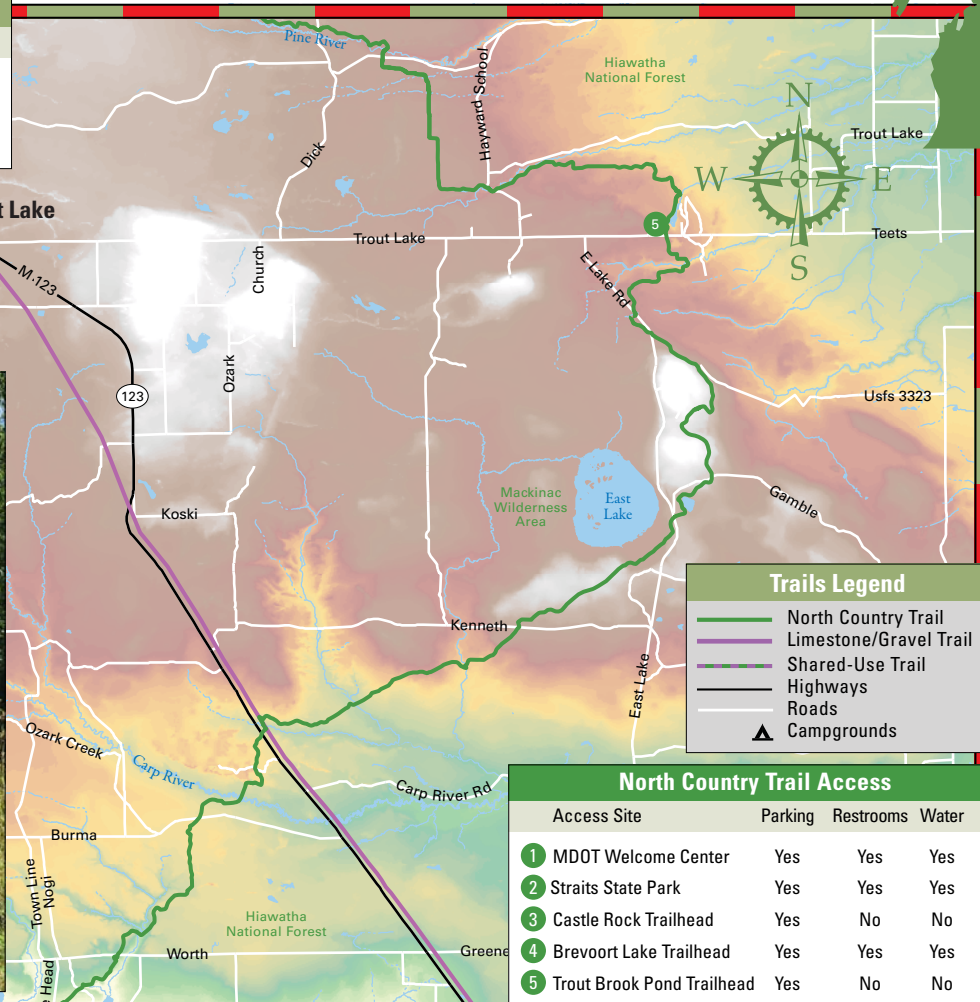 Pine River
Hayward School
Hiawatha
National Forest
N
Trout Lake
Dick
W
E
t Lake
Trout Lake
5
Teets
S
M-123
Church
E Lake Rd
Ozark
123
Usfs 3323
Mackinac
Wilderness
Area
East
Lake
Gamble
Koski
Kenneth
East Lake
Trails Legend
North Country Trail
Limestone/Gravel Trail
Shared-Use Trail
Highways
Roads
Campgrounds
Ozark Creek
Carp River
Carp River Rd
Burma
Town Line
Nogi
Hiawatha
National Forest
Worth
Greene
e Head
North Country Trail Access
Access Site Parking Restrooms Water
1 MDOT Welcome Center Yes Yes Yes
2 Straits State Park Yes Yes Yes
3 Castle Rock Trailhead Yes No No
4 Brevoort Lake Trailhead Yes Yes Yes
5 Trout Brook Pond Trailhead Yes No No